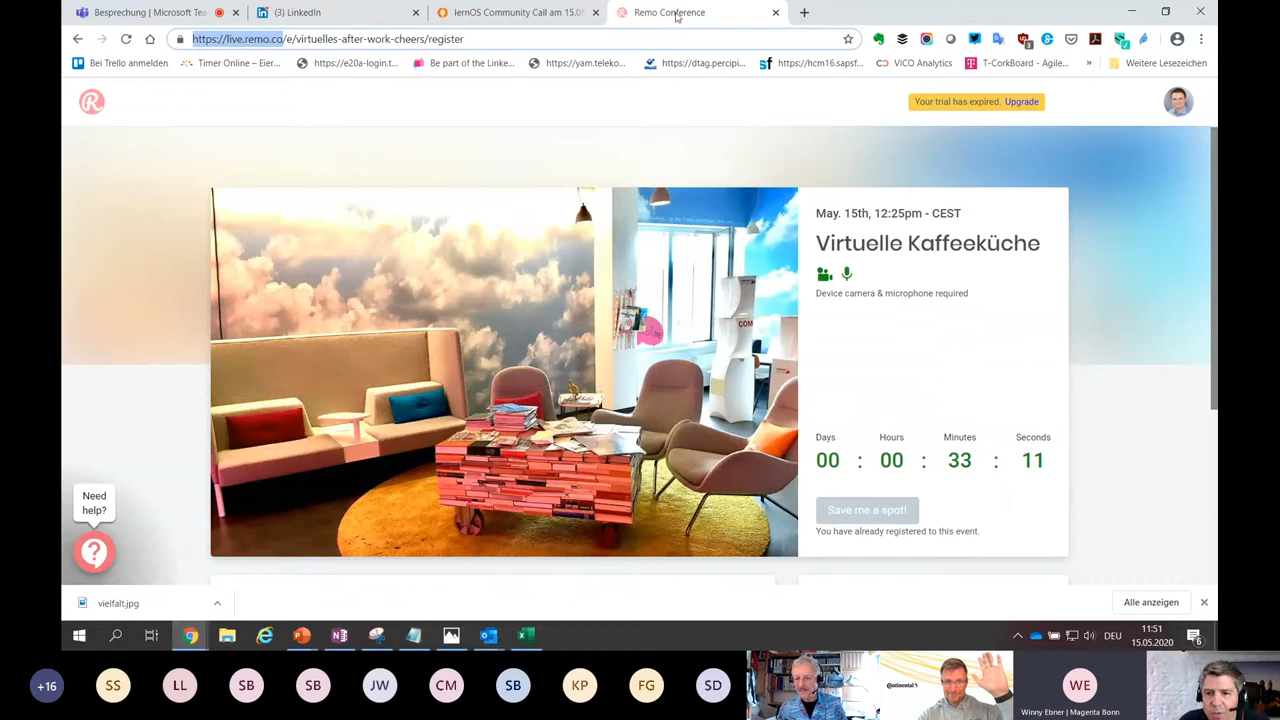 Besprechung | Microsoft Tea
(3) LinkedIn
lernOS Community Call am 15.05
Remo Conference
https://live.remo.co/e/virtuelles-after-work-cheers/register
3
Bei Trello anmelden
Timer Online – Eier...
https://e20a-login.t...
Be part of the Linke...
https://yam.teleko...
https://dtag.percipi...
sf
https://hcm16.sapsf...
VICO Analytics
T-CorkBoard - Agile...
»
Weitere Lesezeichen
R
Your trial has expired. Upgrade
May. 15th, 12:25pm - CEST
Virtuelle Kaffeeküche
Device camera & microphone required
COM
Days Hours Minutes Seconds
00 : 00 : 33 : 11
Save me a spot!
You have already registered to this event.
Need
help?
?
vielfalt.jpg
Alle anzeigen
DEU
11:51
15.05.2020
6
+16
SS
LL
SB
SB
JW
CM
SB
KP
FG
SD
Continental
WE
Winny Ebner | Magenta Bonn